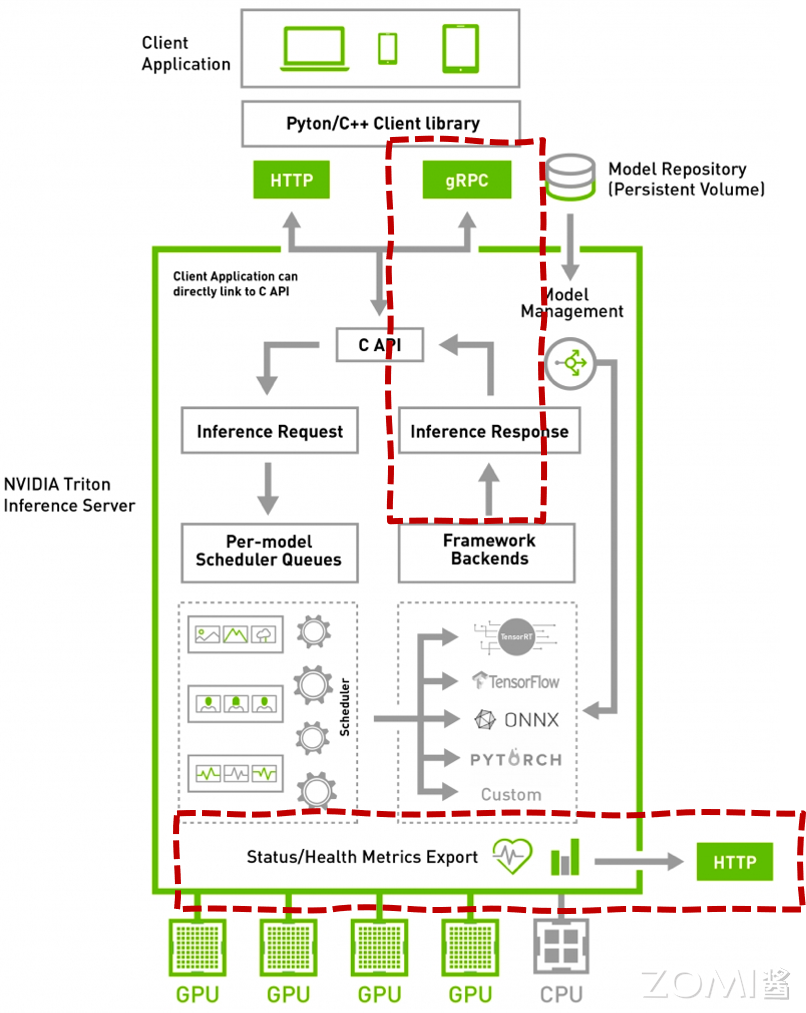 Client
Application
Pyton/C++ Client library
HTTP
gRPC
Model Repository
(Persistent Volume)
Client Application can
directly link to C API
Model
Management
C API
Inference Request
Inference Response
NVIDIA Triton
Inference Server
Per-model
Scheduler Queues
Framework
Backends
Scheduler
TensorRT
TensorFlow
ONNX
PYTORCH
Custom
Status/Health Metrics Export
HTTP
GPU
GPU
GPU
GPU
CPU
ZOMI酱